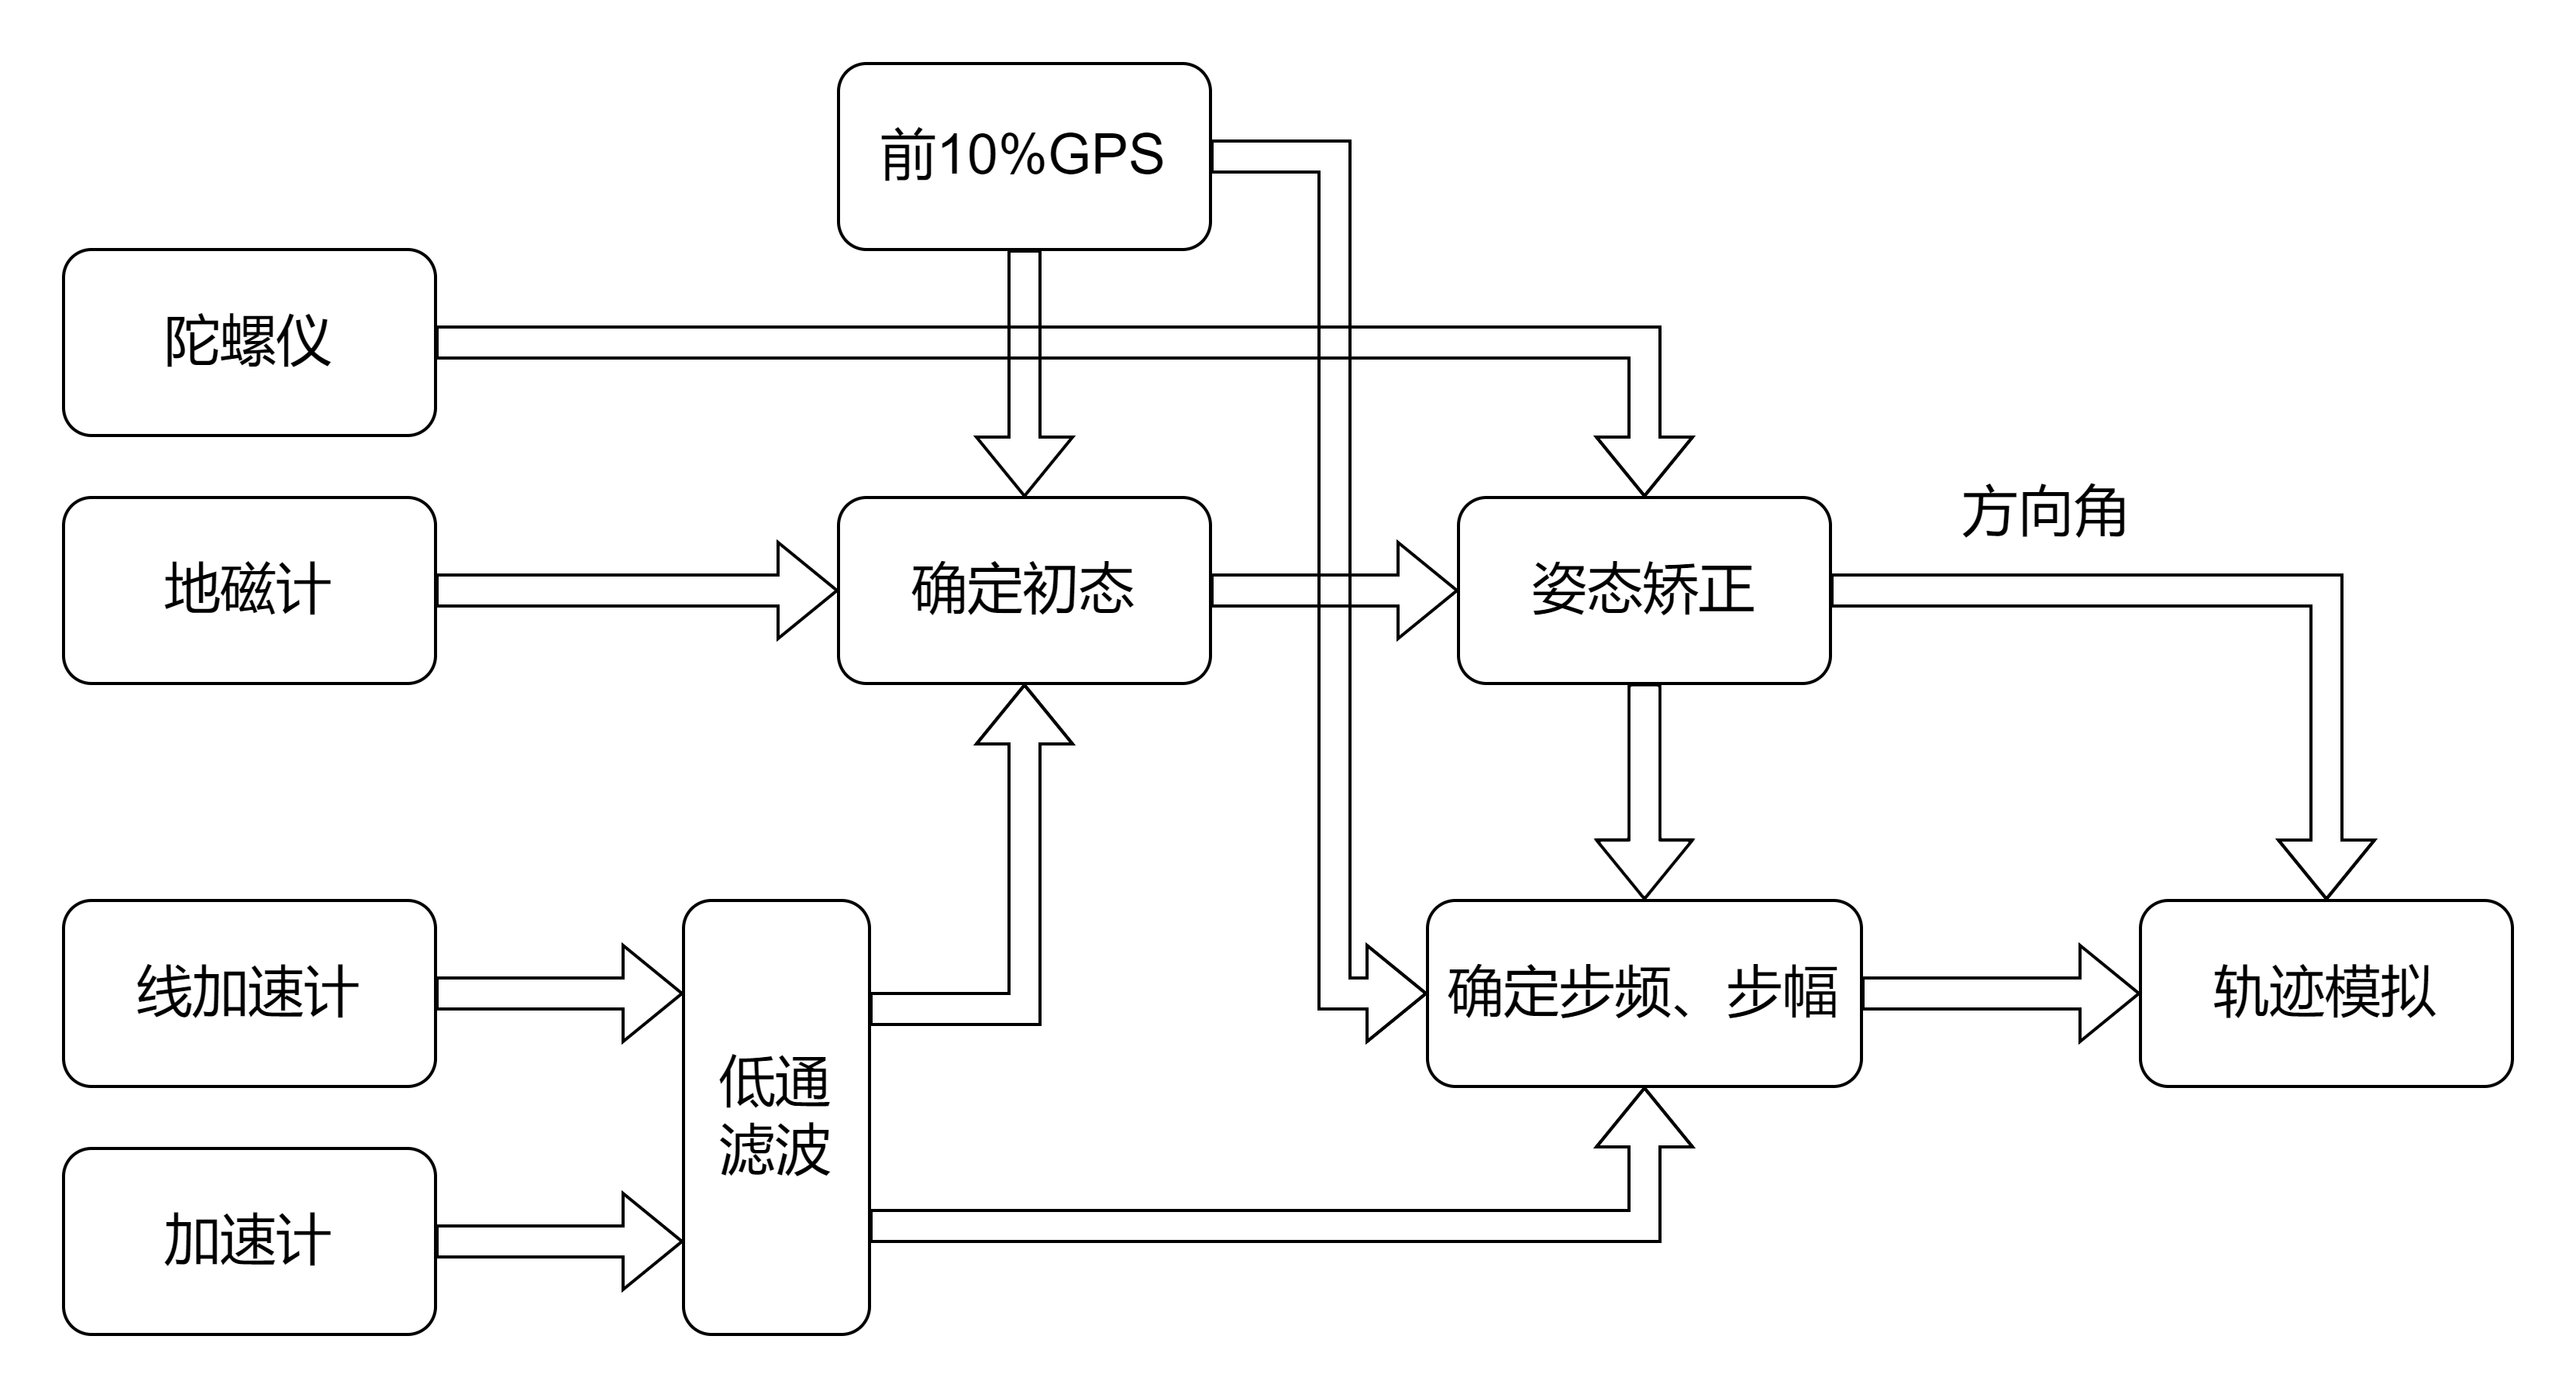 前10%GPS
陀螺仪
方向角
地磁计
确定初态
姿态矫正
线加速计
确定步频、步幅
轨迹模拟
低通
滤波
加速计